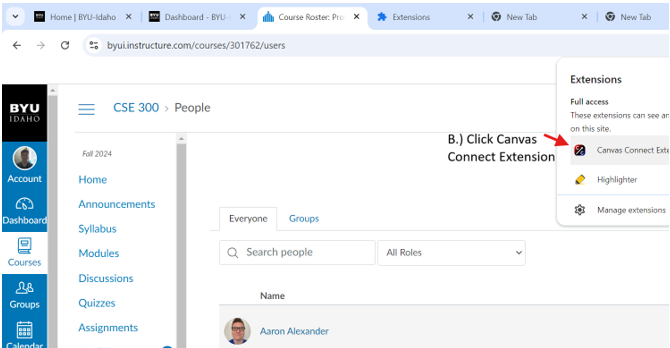 Home | BYU-Idaho
Dashboard - BYU-
Course Roster: Pro
Extensions
New Tab
New Tab
byui.instructure.com/courses/301762/users
Extensions
Full access
These extensions can see an
on this site.
Canvas Connect Exte
Highlighter
Manage extensions
BYU
IDAHO
Account
Dashboard
Courses
Groups
Calendar
CSE 300 › People
B.) Click Canvas
Connect Extension
Fall 2024
Home
Announcements
Syllabus
Modules
Discussions
Quizzes
Assignments
Everyone
Groups
Search people
All Roles
Name
Aaron Alexander